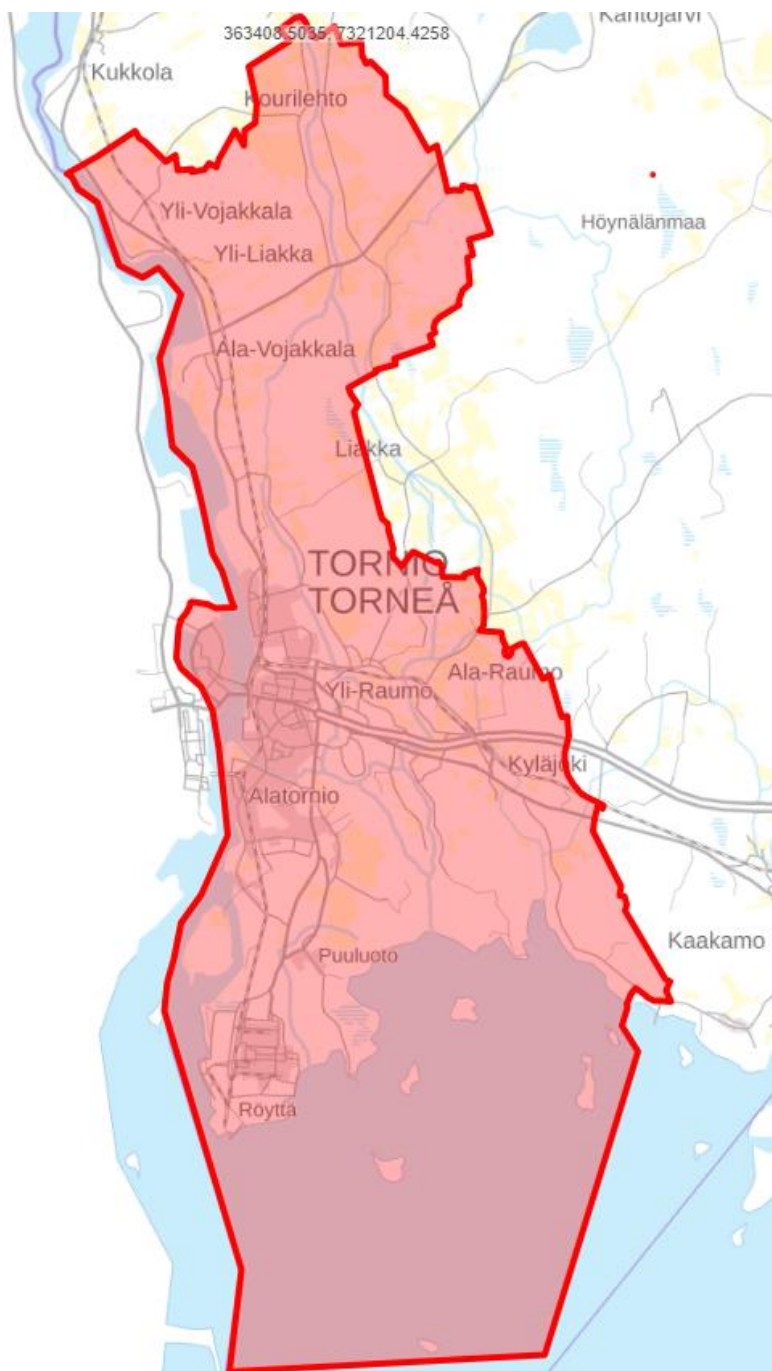 Kantojärvi
363408.5035, 7321204.4258
Kukkola
Kourilehto
Yli-Vojakkala
Höynälänmaa
Yli-Liakka
Ala-Vojakkala
Liakka
TORNIO
TORNEÅ
Ala-Raumo
Yli-Raumo
Kyläjoki
Alatornio
Kaakamo
Puuluoto
Röyttä